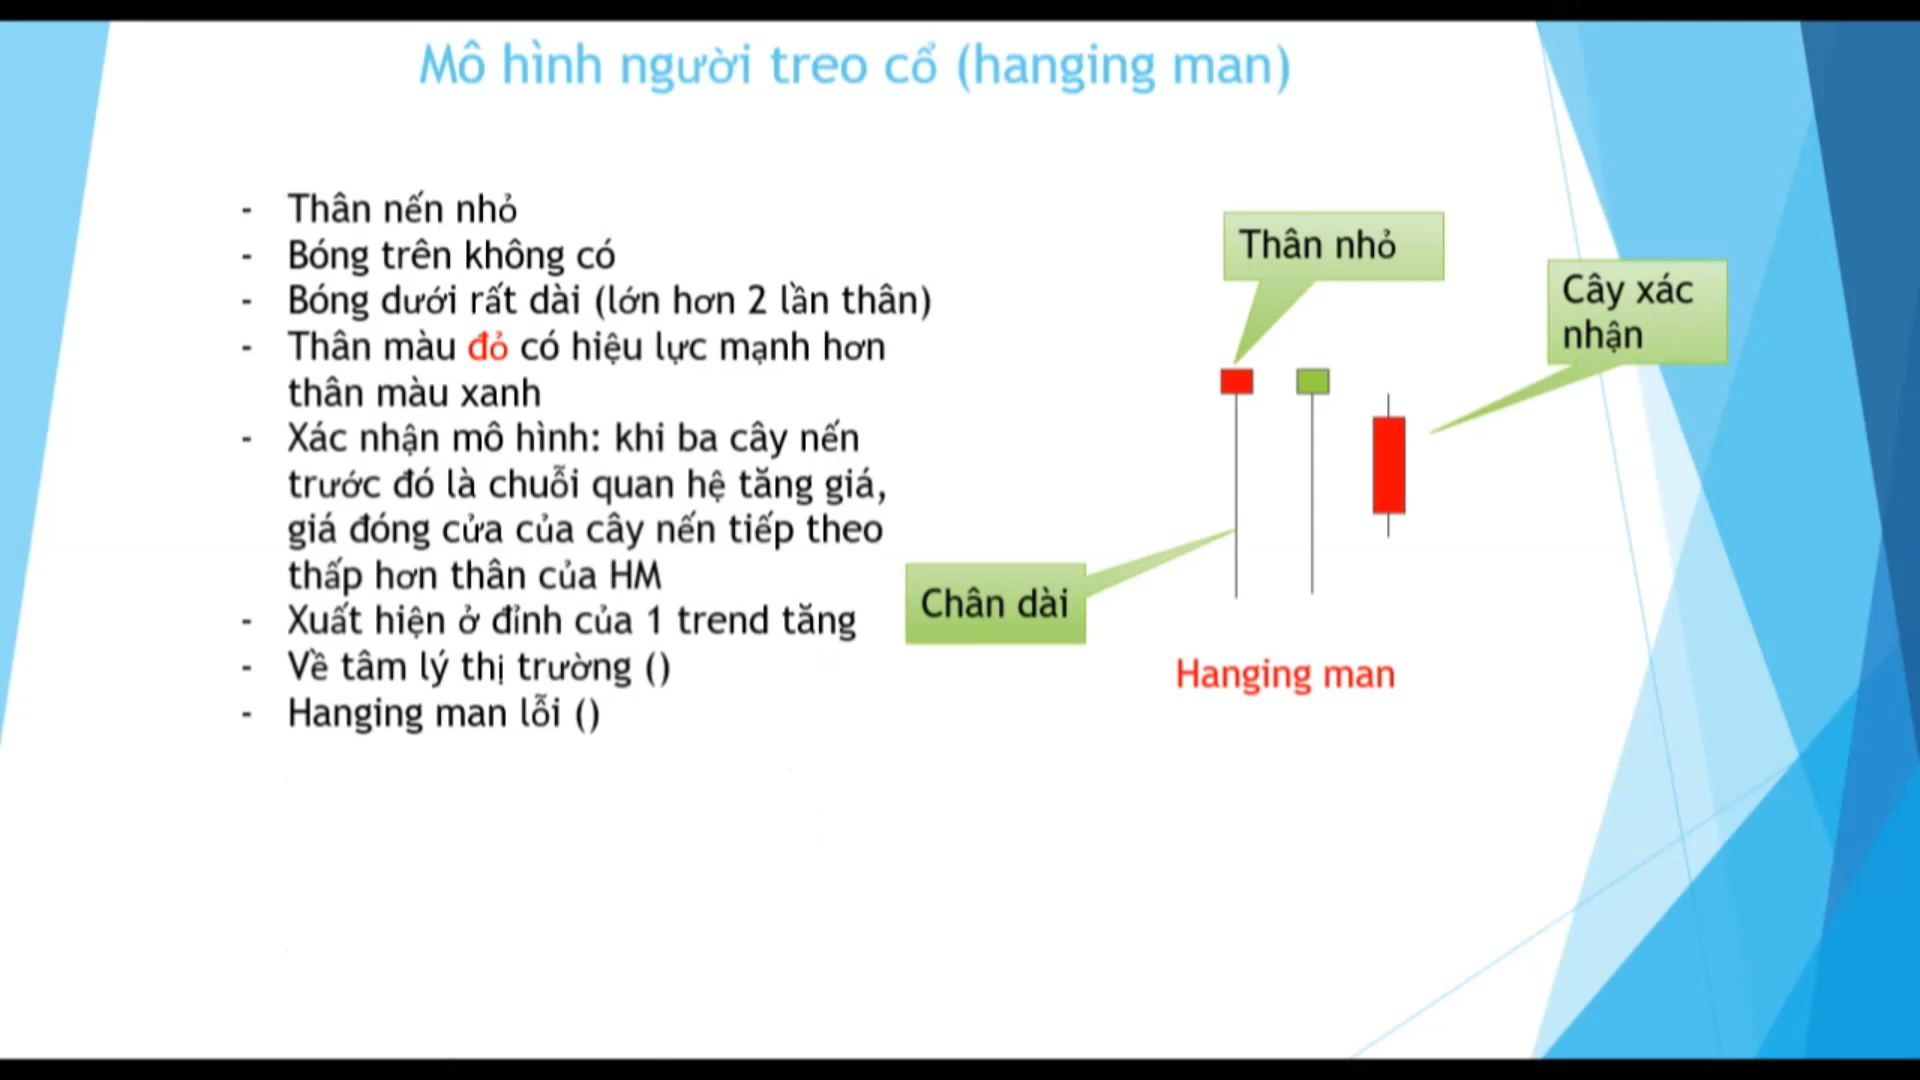 Mô hình người treo cổ (hanging man)
- Thân nến nhỏ
- Bóng trên không có
- Bóng dưới rất dài (lớn hơn 2 lần thân)
- Thân màu đỏ có hiệu lực mạnh hơn
thân màu xanh
- Xác nhận mô hình: khi ba cây nến
trước đó là chuỗi quan hệ tăng giá,
giá đóng cửa của cây nến tiếp theo
thấp hơn thân của HM
- Xuất hiện ở đỉnh của 1 trend tăng
- Về tâm lý thị trường ()
- Hanging man lỗi ()
Thân nhỏ
Cây xác
nhận
Chân dài
Hanging man